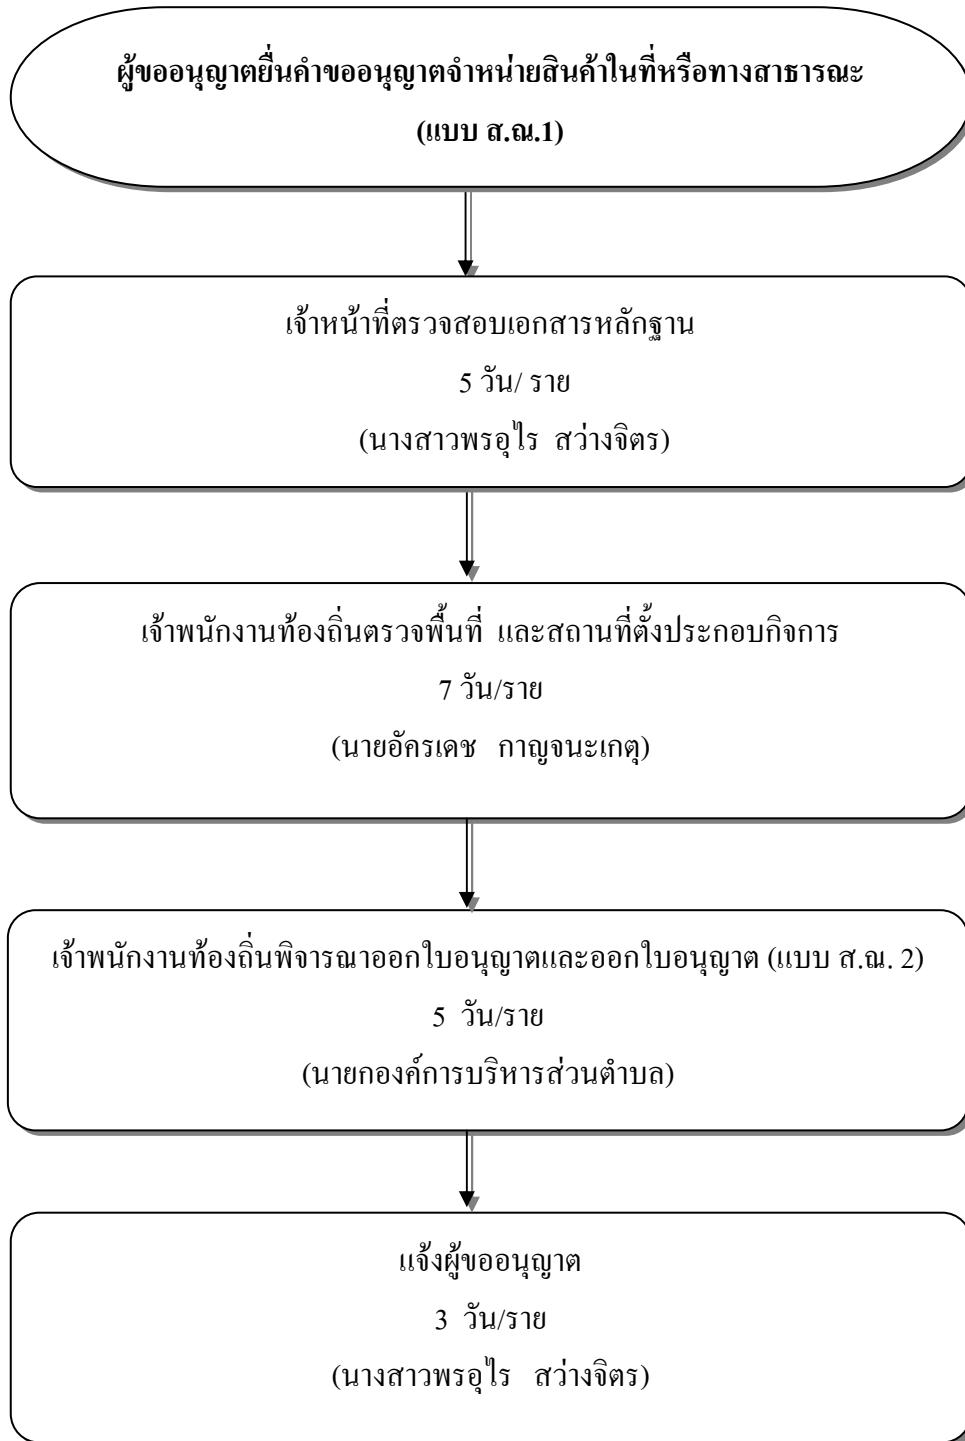 ผู้ขออนุญาตยื่นคำขออนุญาตจำหน่ายสินค้าในที่หรือทางสาธารณะ
(แบบ ส.ณ.1)
เจ้าหน้าที่ตรวจสอบเอกสารหลักฐาน
5 วัน/ ราย
(นางสาวพรอุไร สว่างจิตร)
เจ้าพนักงานท้องถิ่นตรวจพื้นที่ และสถานที่ตั้งประกอบกิจการ
7 วัน/ราย
(นายอัครเดช กาญจนะเกตุ)
เจ้าพนักงานท้องถิ่นพิจารณาออกใบอนุญาตและออกใบอนุญาต (แบบ ส.ณ. 2)
5 วัน/ราย
(นายกองค์การบริหารส่วนตำบล)
แจ้งผู้ขออนุญาต
3 วัน/ราย
(นางสาวพรอุไร สว่างจิตร)